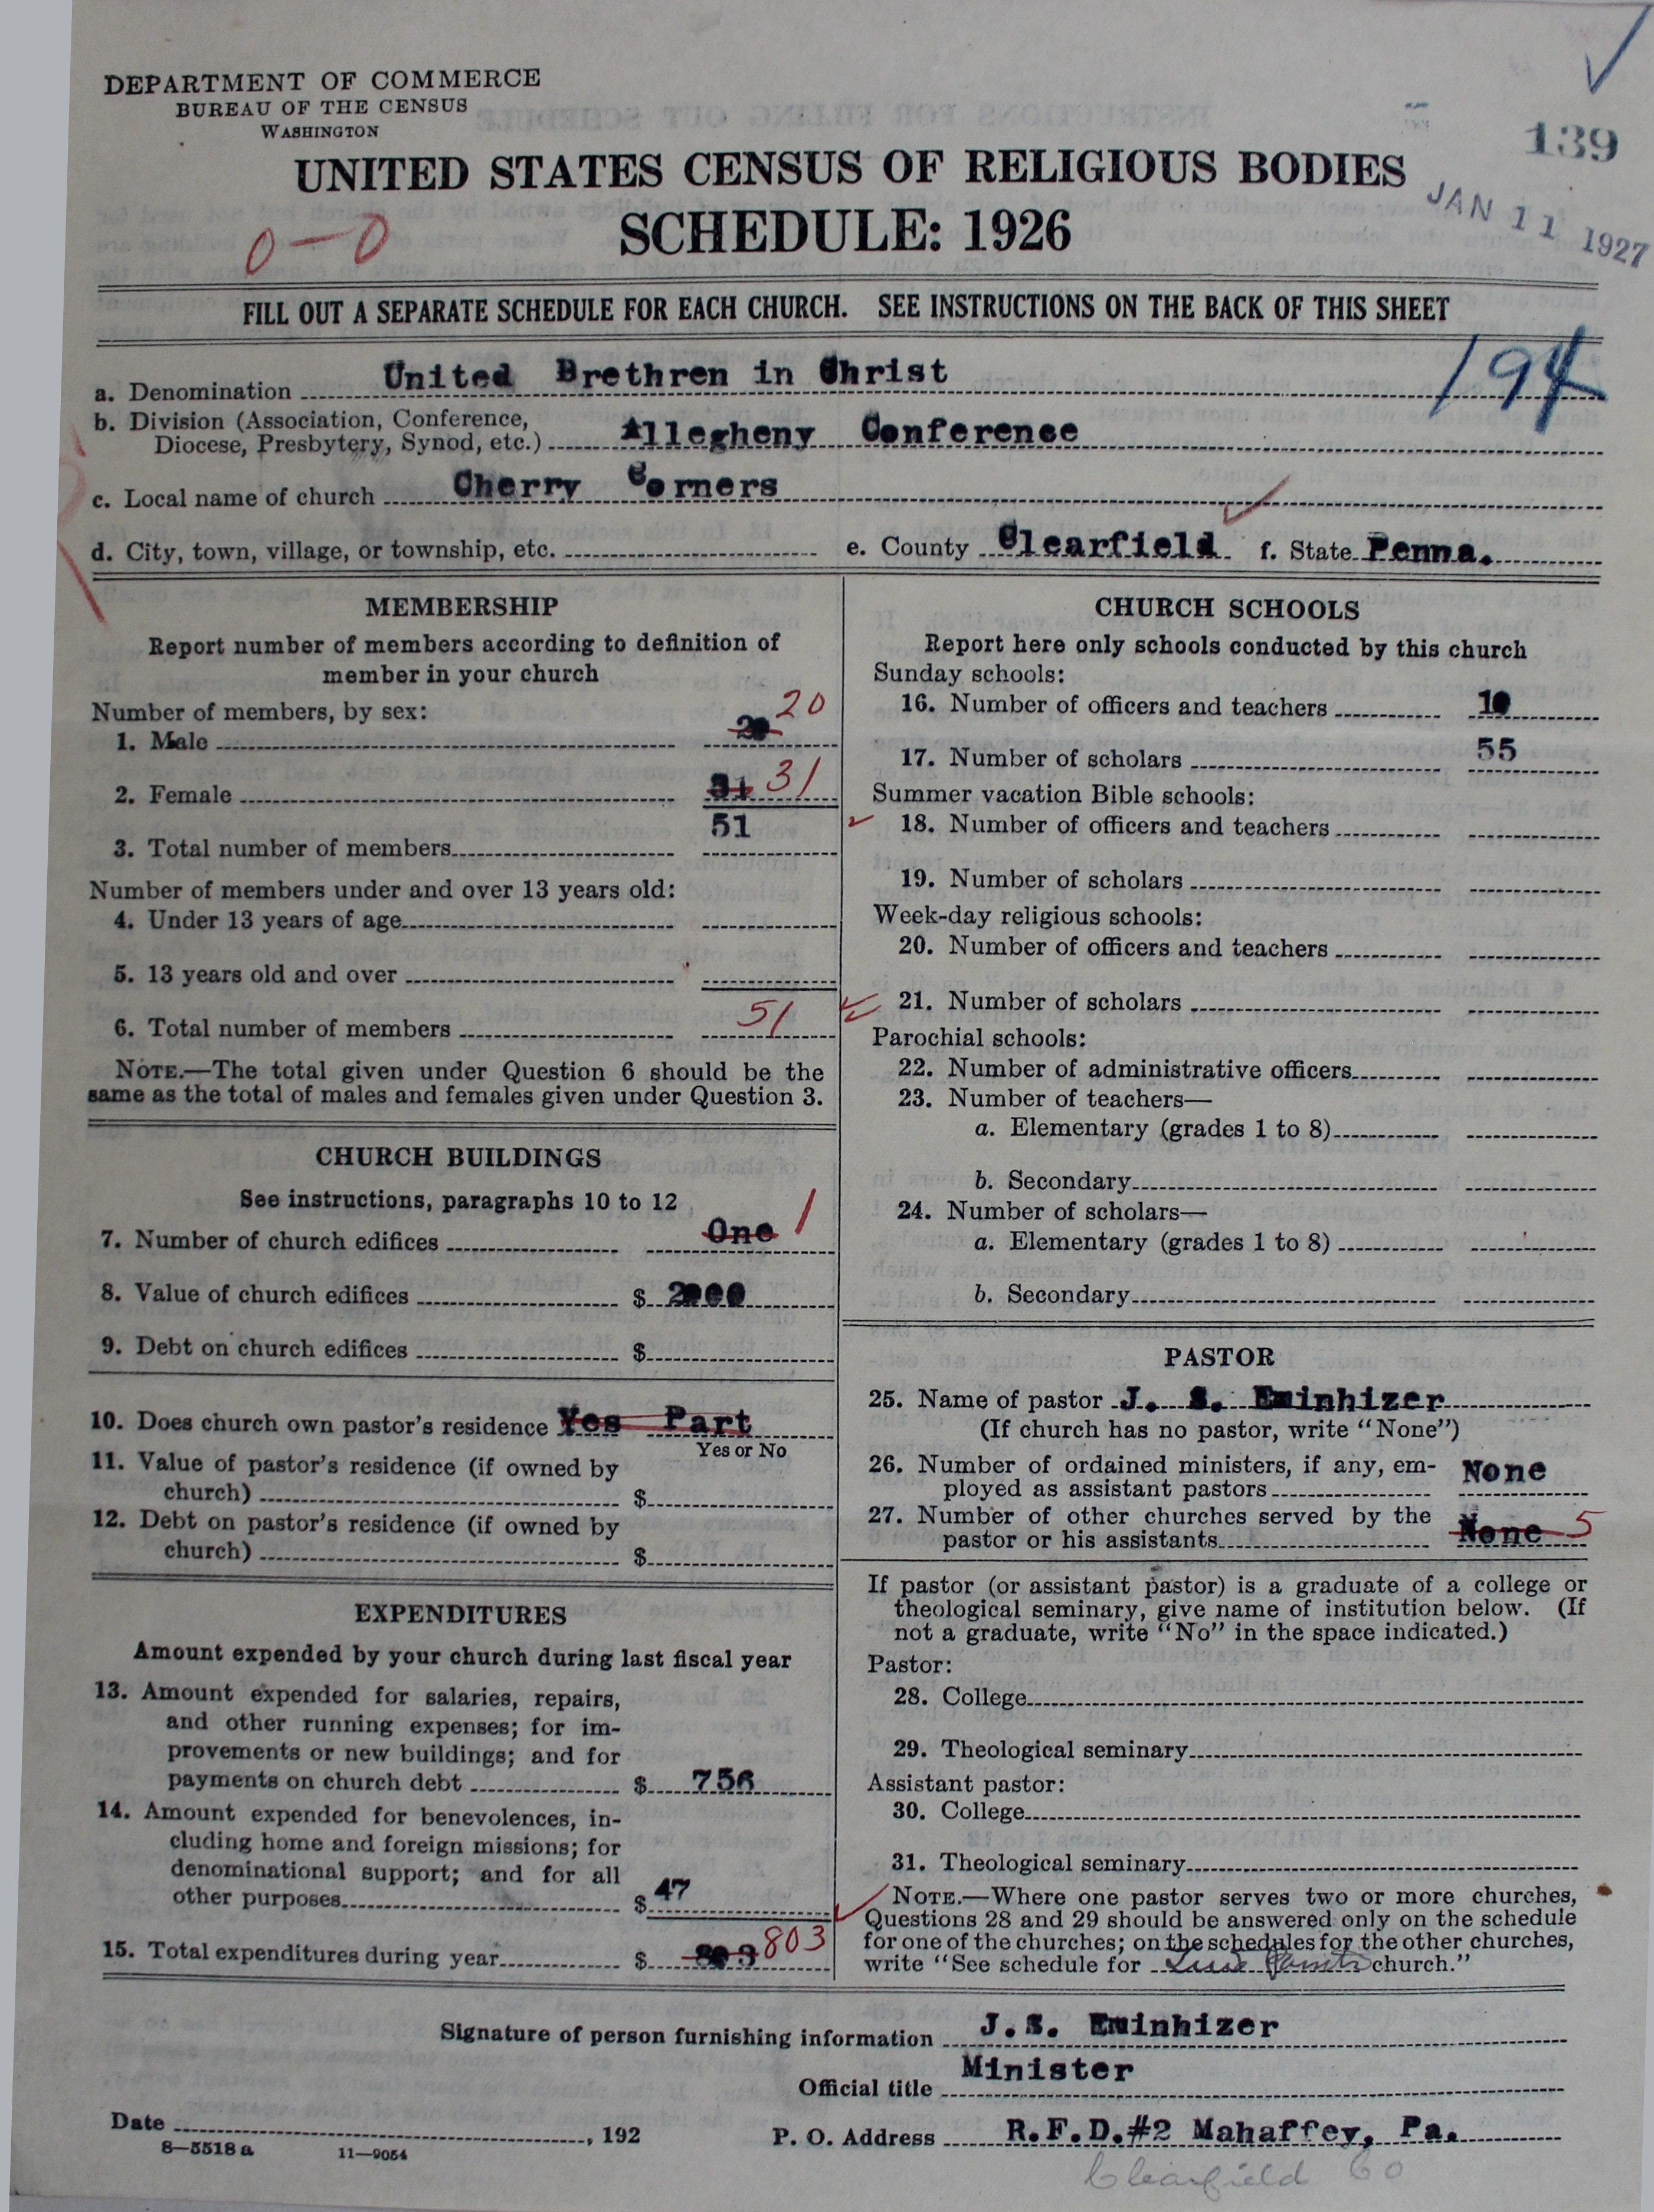 DEPARTMENT OF COMMERCE
BUREAU OF THE CENSUS
WASHINGTON
139
UNITED STATES CENSUS OF RELIGIOUS BODIES
SCHEDULE: 1926
JAN 11 1927
0—0
FILL OUT A SEPARATE SCHEDULE FOR EACH CHURCH. SEE INSTRUCTIONS ON THE BACK OF THIS SHEET
194
a. Denomination United Brethren in Christ
b. Division (Association, Conference,
Diocese, Presbytery, Synod, etc.) Allegheny Conference
c. Local name of church Cherry Corners
d. City, town, village, or township, etc. e. County Clearfield f. State Penna.
MEMBERSHIP
Report number of members according to definition of
member in your church
Number of members, by sex:
1. Male 20 20
2. Female 31 31
3. Total number of members 51
Number of members under and over 13 years old:
4. Under 13 years of age
5. 13 years old and over
6. Total number of members 51
NOTE.—The total given under Question 6 should be the
same as the total of males and females given under Question 3.
CHURCH BUILDINGS
See instructions, paragraphs 10 to 12
7. Number of church edifices One 1
8. Value of church edifices $ 2000
9. Debt on church edifices $
10. Does church own pastor's residence Yes Part
Yes or No
11. Value of pastor's residence (if owned by
church) $
12. Debt on pastor's residence (if owned by
church) $
EXPENDITURES
Amount expended by your church during last fiscal year
13. Amount expended for salaries, repairs,
and other running expenses; for im-
provements or new buildings; and for
payments on church debt $ 756
14. Amount expended for benevolences, in-
cluding home and foreign missions; for
denominational support; and for all
other purposes $ 47
15. Total expenditures during year $ 803 803
CHURCH SCHOOLS
Report here only schools conducted by this church
Sunday schools:
16. Number of officers and teachers 10
17. Number of scholars 55
Summer vacation Bible schools:
18. Number of officers and teachers
19. Number of scholars
Week-day religious schools:
20. Number of officers and teachers
21. Number of scholars
Parochial schools:
22. Number of administrative officers
23. Number of teachers—
a. Elementary (grades 1 to 8)
b. Secondary
24. Number of scholars—
a. Elementary (grades 1 to 8)
b. Secondary
PASTOR
25. Name of pastor J. S. Eminhizer
(If church has no pastor, write "None")
26. Number of ordained ministers, if any, em-
ployed as assistant pastors None
27. Number of other churches served by the
pastor or his assistants None 5
If pastor (or assistant pastor) is a graduate of a college or
theological seminary, give name of institution below. (If
not a graduate, write "No" in the space indicated.)
Pastor:
28. College
29. Theological seminary
Assistant pastor:
30. College
31. Theological seminary
NOTE.—Where one pastor serves two or more churches,
Questions 28 and 29 should be answered only on the schedule
for one of the churches; on the schedules for the other churches,
write "See schedule for church."
Signature of person furnishing information J.S. Eminhizer
Official title Minister
Date , 192
P. O. Address R.F.D.#2 Mahaffey, Pa.
8—5518 a 11—9054
Clearfield Co